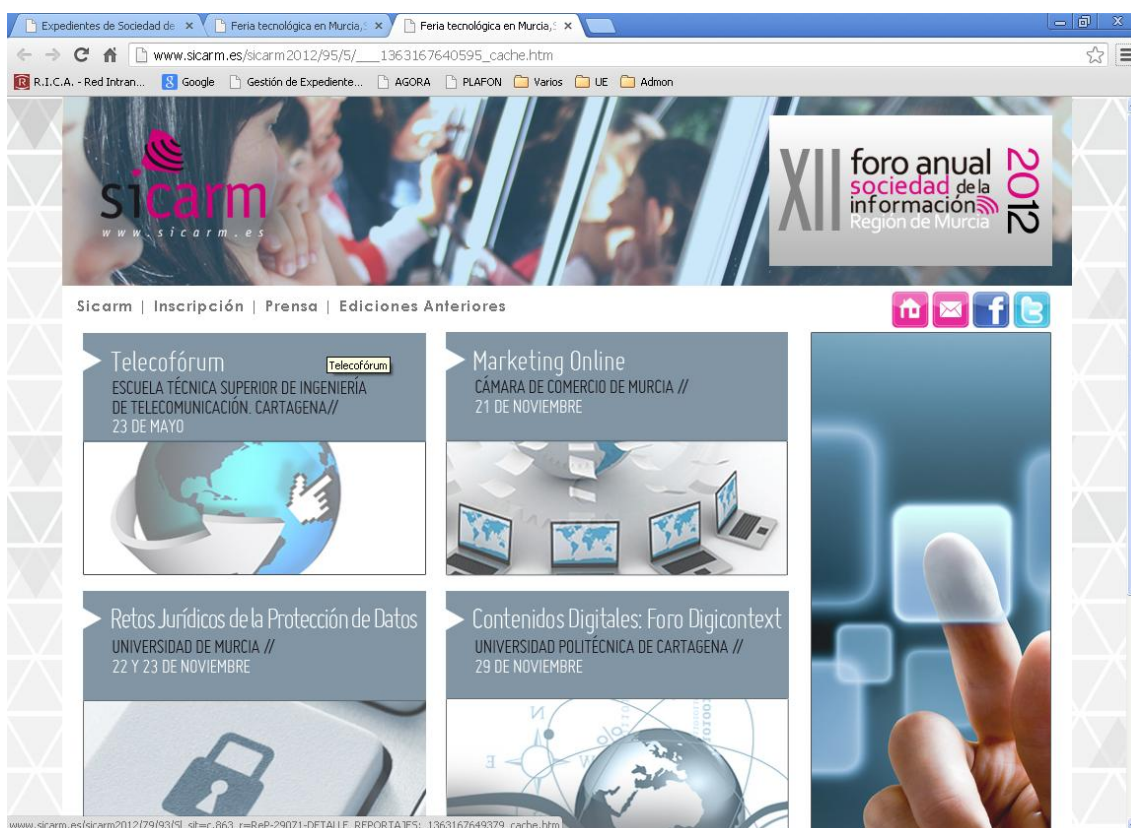 Expedientes de Sociedad de
Feria tecnológica en Murcia,
Feria tecnológica en Murcia,
www.sicarm.es/sicarm2012/95/5/___1363167640595_cache.htm
R.I.C.A. - Red Intran...
Google
Gestión de Expediente...
AGORA
PLAFON
Varios
UE
Admon
sicarm
www.sicarm.es
XII foro anual
sociedad de la
información
Región de Murcia
2012
Sicarm | Inscripción | Prensa | Ediciones Anteriores
Telecofórum
Telecofórum
ESCUELA TÉCNICA SUPERIOR DE INGENIERÍA
DE TELECOMUNICACIÓN. CARTAGENA//
23 DE MAYO
Marketing Online
CÁMARA DE COMERCIO DE MURCIA //
21 DE NOVIEMBRE
Retos Jurídicos de la Protección de Datos
UNIVERSIDAD DE MURCIA //
22 Y 23 DE NOVIEMBRE
Contenidos Digitales: Foro Digicontext
UNIVERSIDAD POLITÉCNICA DE CARTAGENA //
29 DE NOVIEMBRE